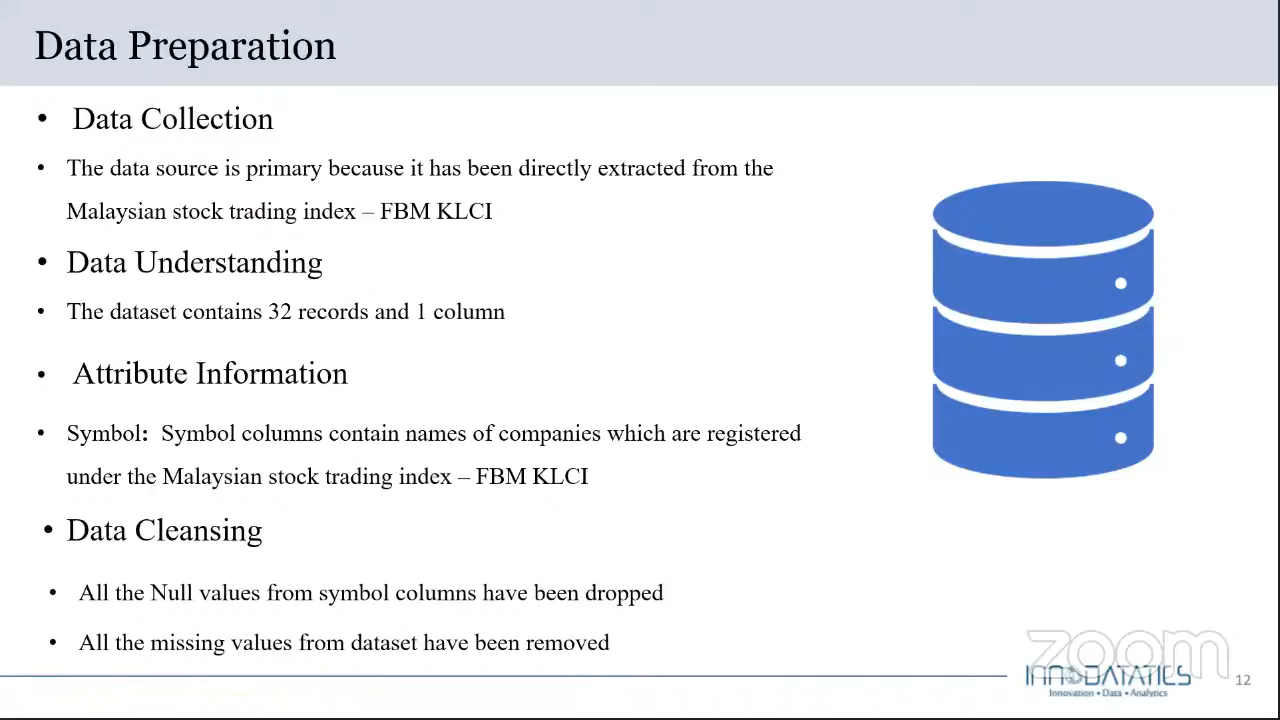 Data Preparation
• Data Collection
• The data source is primary because it has been directly extracted from the
Malaysian stock trading index – FBM KLCI
• Data Understanding
• The dataset contains 32 records and 1 column
• Attribute Information
• Symbol: Symbol columns contain names of companies which are registered
under the Malaysian stock trading index – FBM KLCI
• Data Cleansing
• All the Null values from symbol columns have been dropped
• All the missing values from dataset have been removed
zoom
INNODATATICS
Innovation • Data • Analytics
12